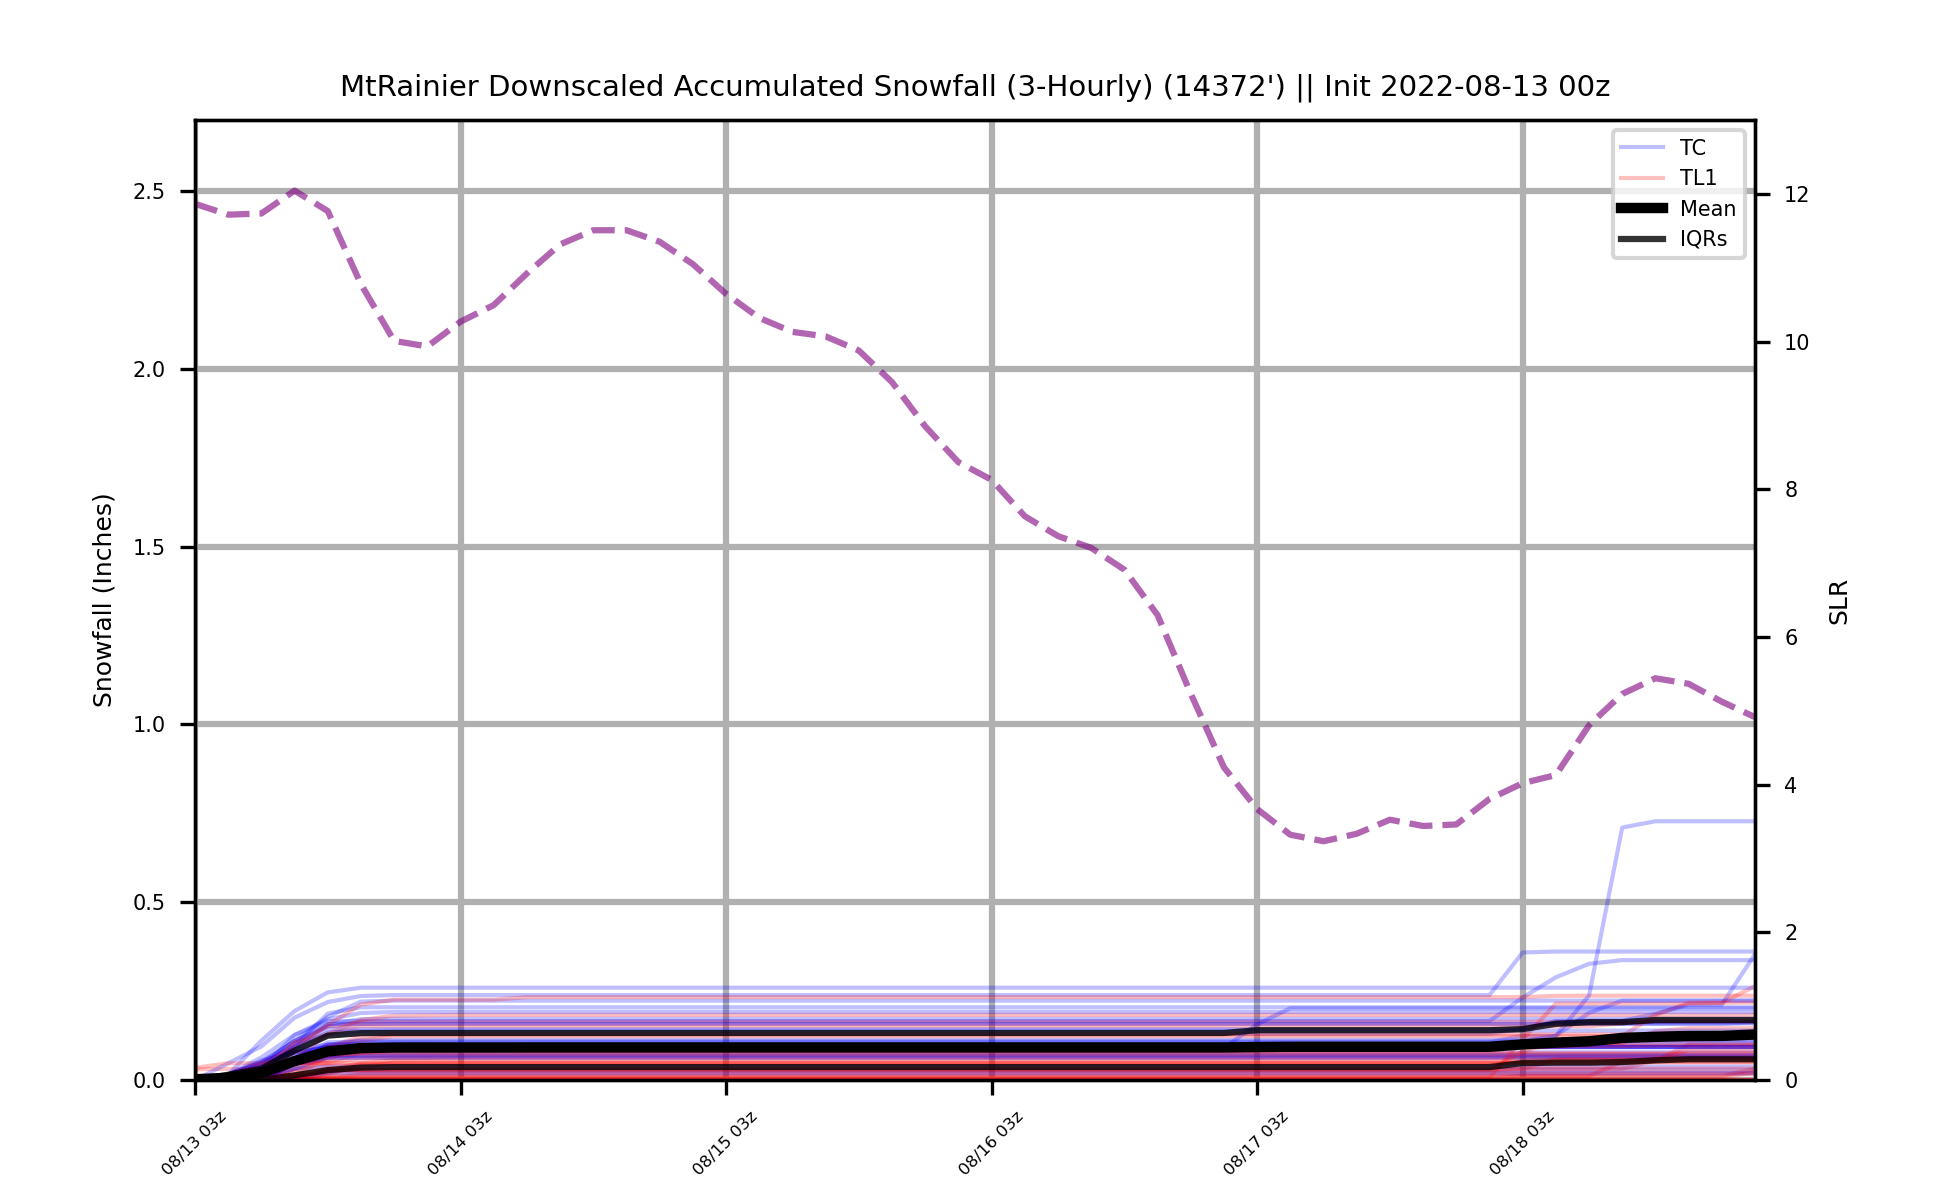 MtRainier Downscaled Accumulated Snowfall (3-Hourly) (14372') || Init 2022-08-13 00z
TC
TL1
Mean
IQRs
Snowfall (Inches)
2.5
2.0
1.5
1.0
0.5
0.0
SLR
12
10
8
6
4
2
0
08/13 03z
08/14 03z
08/15 03z
08/16 03z
08/17 03z
08/18 03z